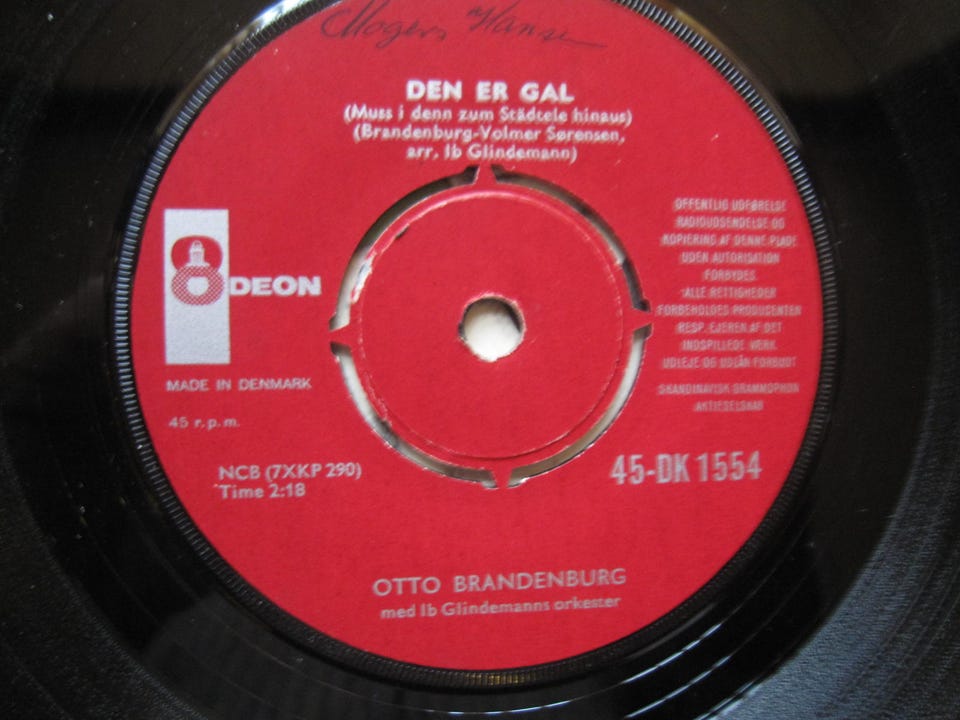 Mogens Hansen
DEN ER GAL
(Muss i denn zum Städtele hinaus)
(Brandenburg-Volmer Sørensen,
arr. Ib Glindemann)
OFFENTLIG UDFØRELSE
RADIOUDSENDELSE OG
KOPIERING AF DENNE PLADE
UDEN AUTORISATION
FORBYDES
ALLE RETTIGHEDER
FORBEHOLDES PRODUCENTEN
RESP. EJEREN AF DET
INDSPILLEDE VÆRK
UDLEJE OG UDLÅN FORBUDT
SKANDINAVISK GRAMMOPHON
AKTIESELSKAB
ODEON
MADE IN DENMARK
45 r.p.m.
NCB (7XKP 290)
Time 2:18
45-DK 1554
OTTO BRANDENBURG
med Ib Glindemanns orkester